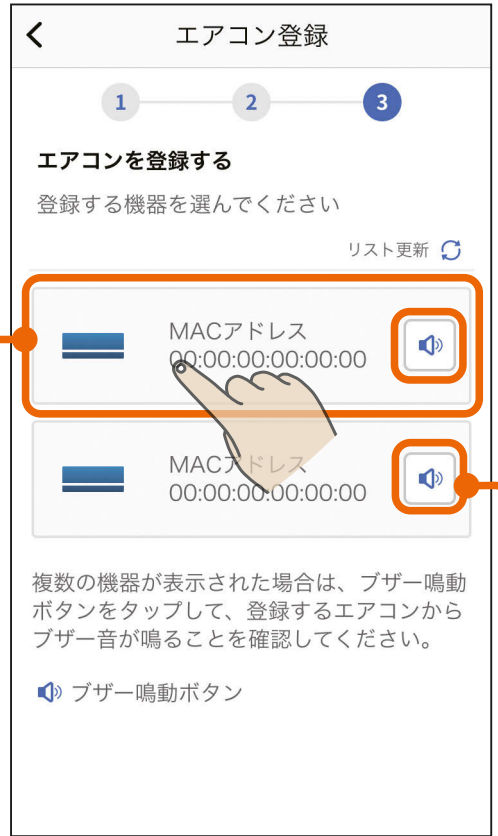 エアコン登録
1 2 3
エアコンを登録する
登録する機器を選んでください
リスト更新
MACアドレス
00:00:00:00:00:00
MACアドレス
00:00:00:00:00:00
複数の機器が表示された場合は、ブザー鳴動
ボタンをタップして、登録するエアコンから
ブザー音が鳴ることを確認してください。
ブザー鳴動ボタン